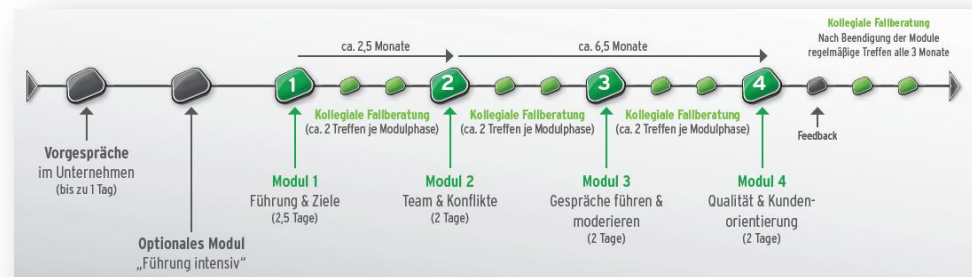 Kollegiale Fallberatung
Nach Beendigung der Module
regelmäßige Treffen alle 3 Monate
ca. 2,5 Monate
ca. 6,5 Monate
1
2
3
4
Kollegiale Fallberatung
(ca. 2 Treffen je Modulphase)
Kollegiale Fallberatung
(ca. 2 Treffen je Modulphase)
Kollegiale Fallberatung
(ca. 2 Treffen je Modulphase)
Feedback
Vorgespräche
im Unternehmen
(bis zu 1 Tag)
Optionales Modul
„Führung intensiv“
Modul 1
Führung & Ziele
(2,5 Tage)
Modul 2
Team & Konflikte
(2 Tage)
Modul 3
Gespräche führen &
moderieren
(2 Tage)
Modul 4
Qualität & Kunden-
orientierung
(2 Tage)